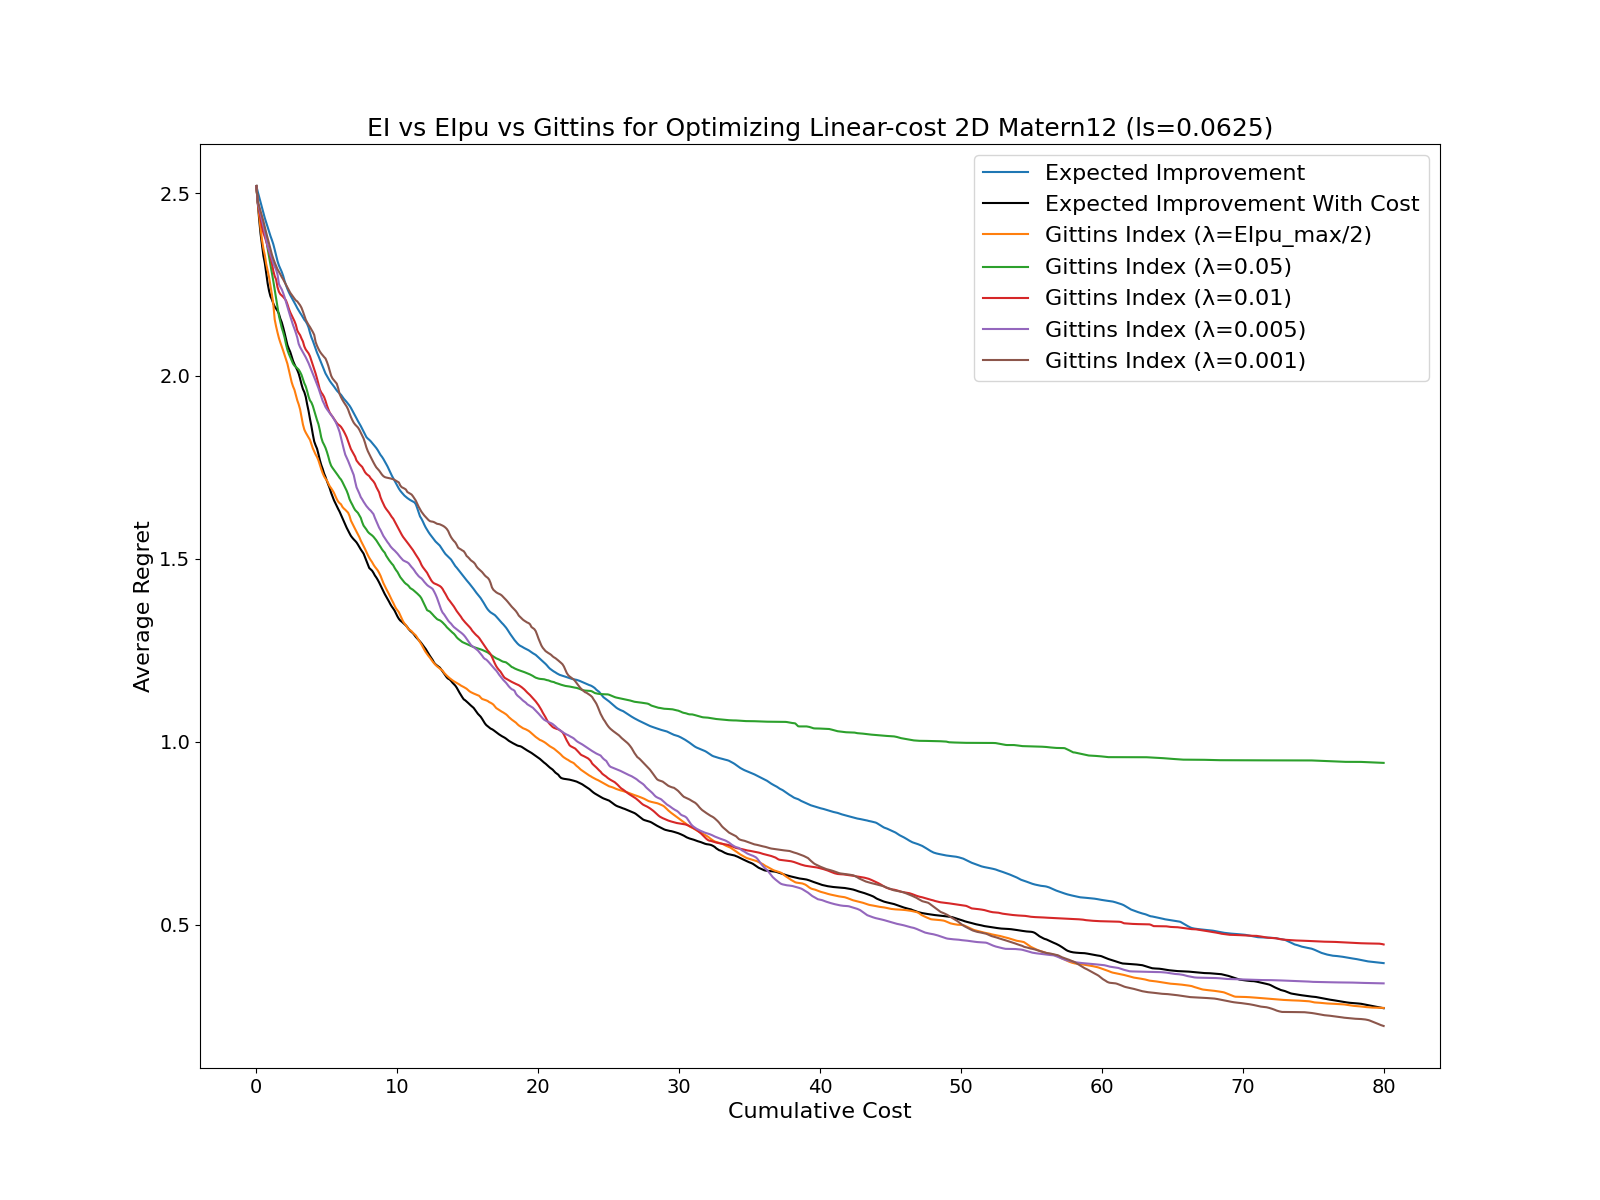 EI vs EIpu vs Gittins for Optimizing Linear-cost 2D Matern12 (ls=0.0625)
Expected Improvement
Expected Improvement With Cost
Gittins Index (λ=EIpu_max/2)
Gittins Index (λ=0.05)
Gittins Index (λ=0.01)
Gittins Index (λ=0.005)
Gittins Index (λ=0.001)
Average Regret
2.5
2.0
1.5
1.0
0.5
0 10 20 30 40 50 60 70 80
Cumulative Cost